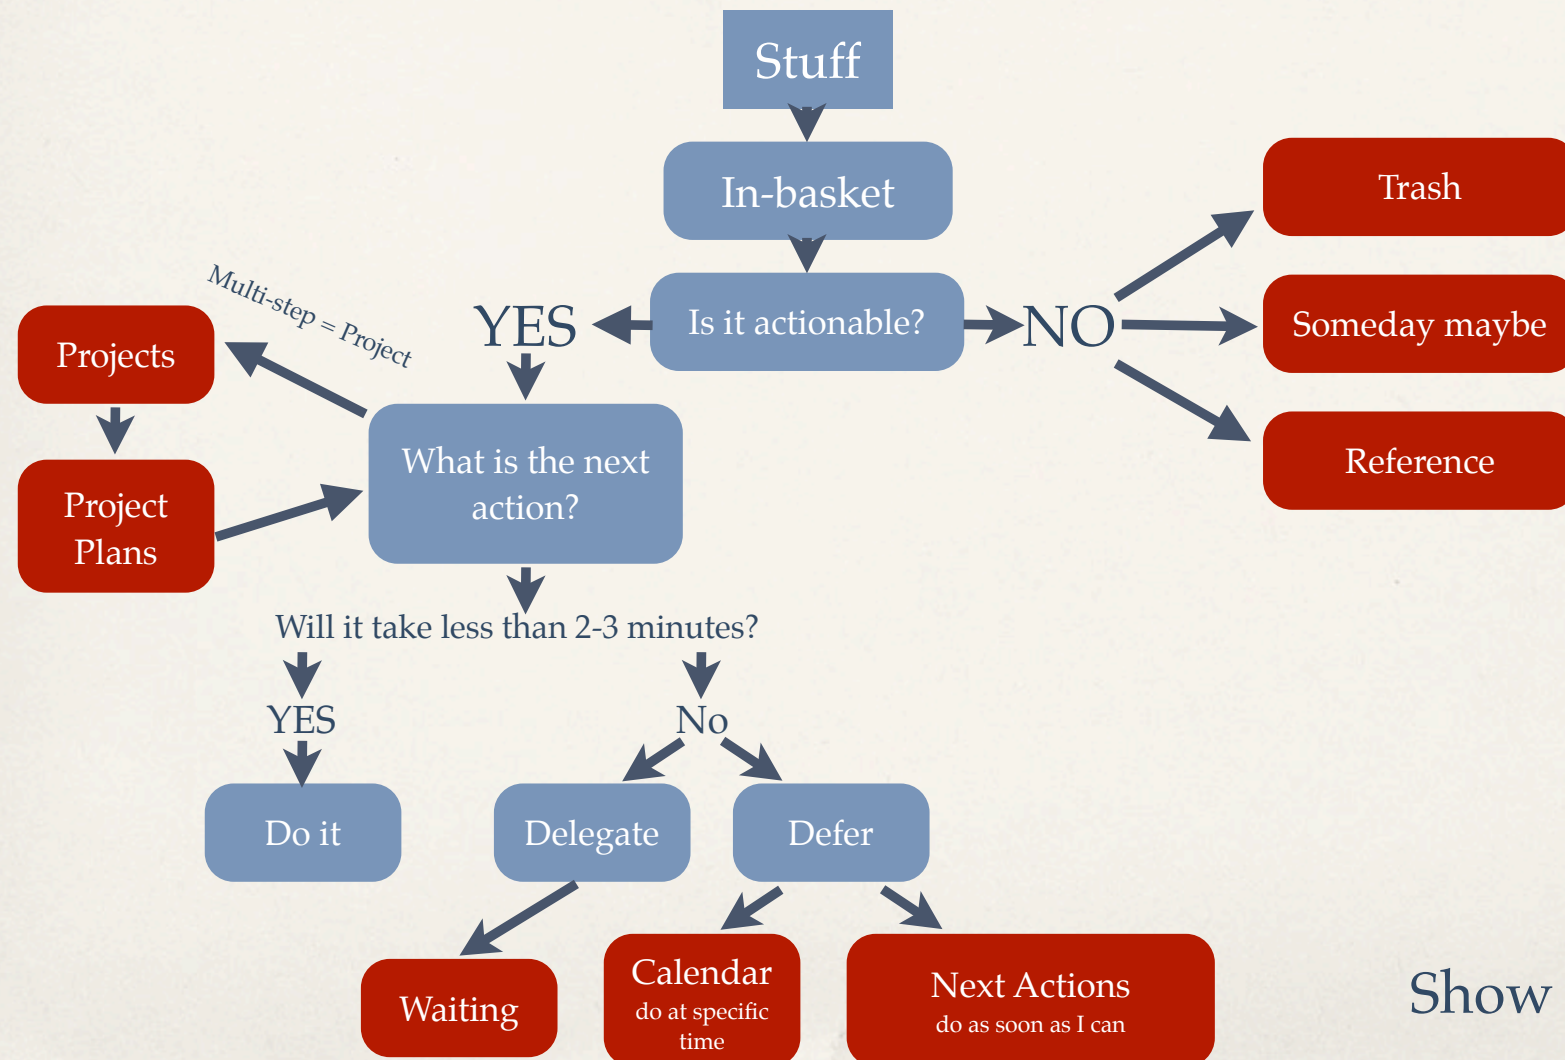 Stuff
In-basket
Trash
Is it actionable?
YES
NO
Someday maybe
Multi-step = Project
Projects
Reference
What is the next
action?
Project
Plans
Will it take less than 2-3 minutes?
YES
No
Do it
Delegate
Defer
Waiting
Calendar
do at specific
time
Next Actions
do as soon as I can
Show